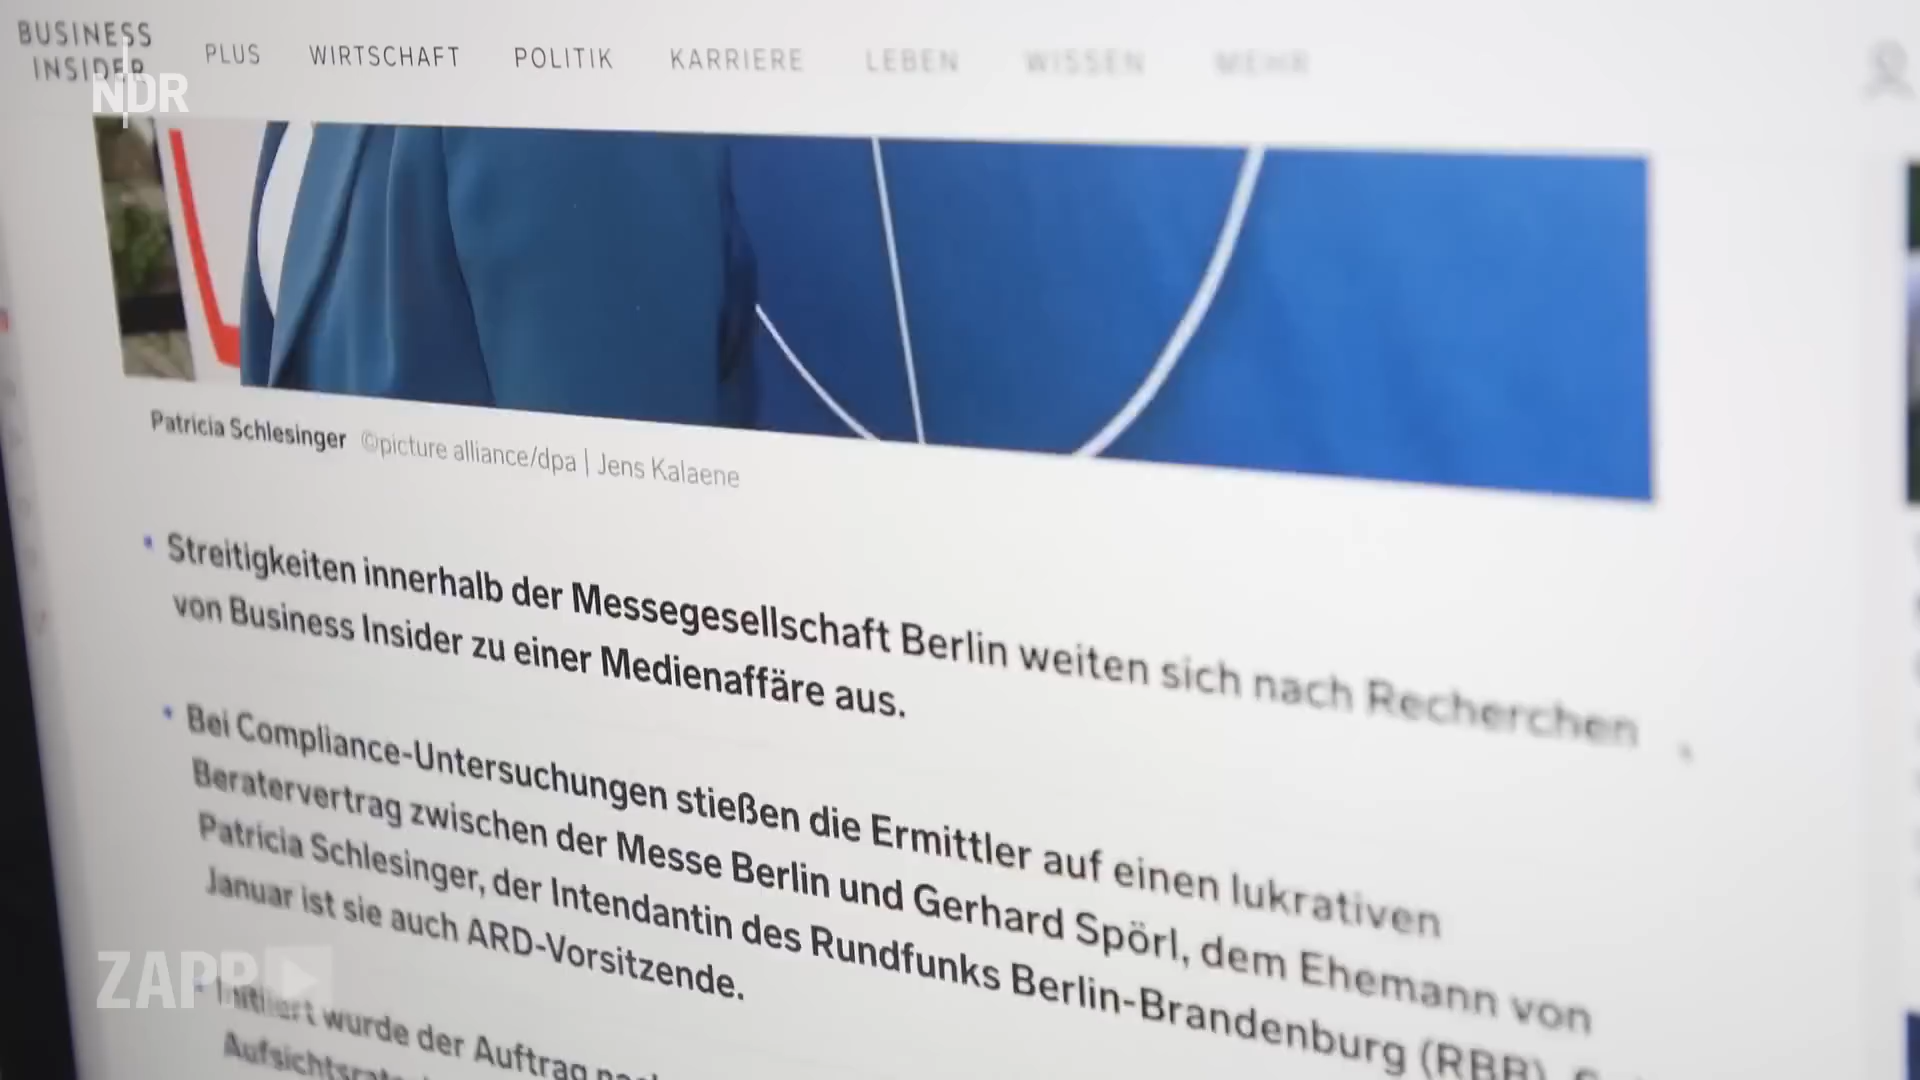 BUSINESS
INSIDER
PLUS WIRTSCHAFT POLITIK KARRIERE LEBEN WISSEN MEHR
NDR
Patricia Schlesinger ©picture alliance/dpa | Jens Kalaene
• Streitigkeiten innerhalb der Messegesellschaft Berlin weiten sich nach Recherchen
von Business Insider zu einer Medienaffäre aus.
• Bei Compliance-Untersuchungen stießen die Ermittler auf einen lukrativen
Beratervertrag zwischen der Messe Berlin und Gerhard Spörl, dem Ehemann von
Patricia Schlesinger, der Intendantin des Rundfunks Berlin-Brandenburg (RBB).
Januar ist sie auch ARD-Vorsitzende.
ZAPP
• Initiiert wurde der Auftrag